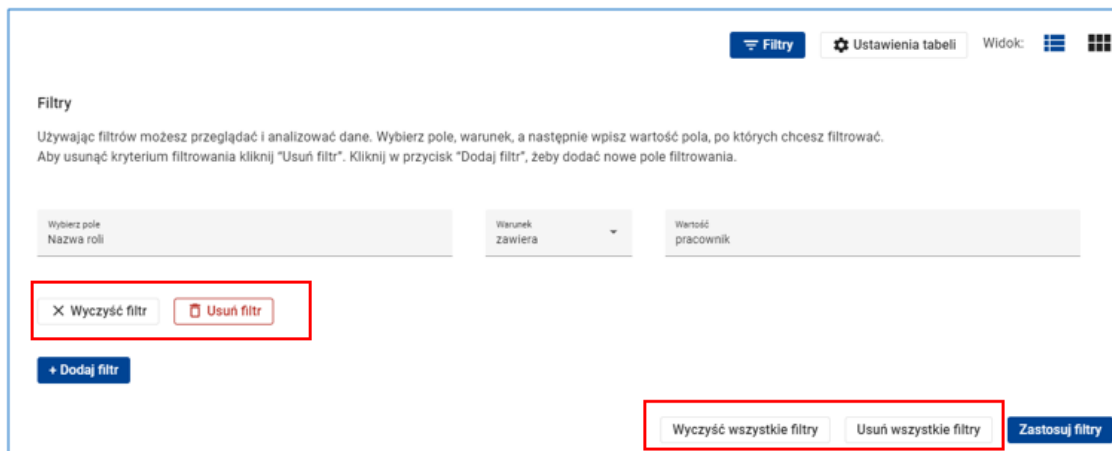 Filtry Ustawienia tabeli Widok:
Filtry
Używając filtrów możesz przeglądać i analizować dane. Wybierz pole, warunek, a następnie wpisz wartość pola, po których chcesz filtrować.
Aby usunąć kryterium filtrowania kliknij "Usuń filtr". Kliknij w przycisk "Dodaj filtr", żeby dodać nowe pole filtrowania.
Wybierz pole Warunek Wartość
Nazwa roli zawiera pracownik
Wyczyść filtr Usuń filtr
+ Dodaj filtr
Wyczyść wszystkie filtry Usuń wszystkie filtry Zastosuj filtry